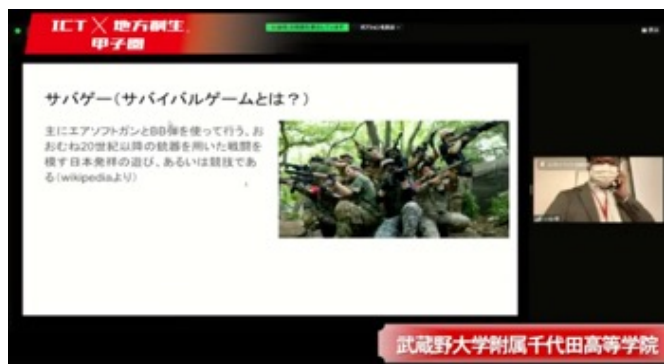 ICT×地方創生
甲子園
サバゲー(サバイバルゲームとは?)
主にエアソフトガンとBB弾を使って行う、お
おむね20世紀以降の銃器を用いた戦闘を
模す日本発祥の遊び、あるいは競技であ
る(wikipediaより)
武蔵野大学附属千代田高等学院